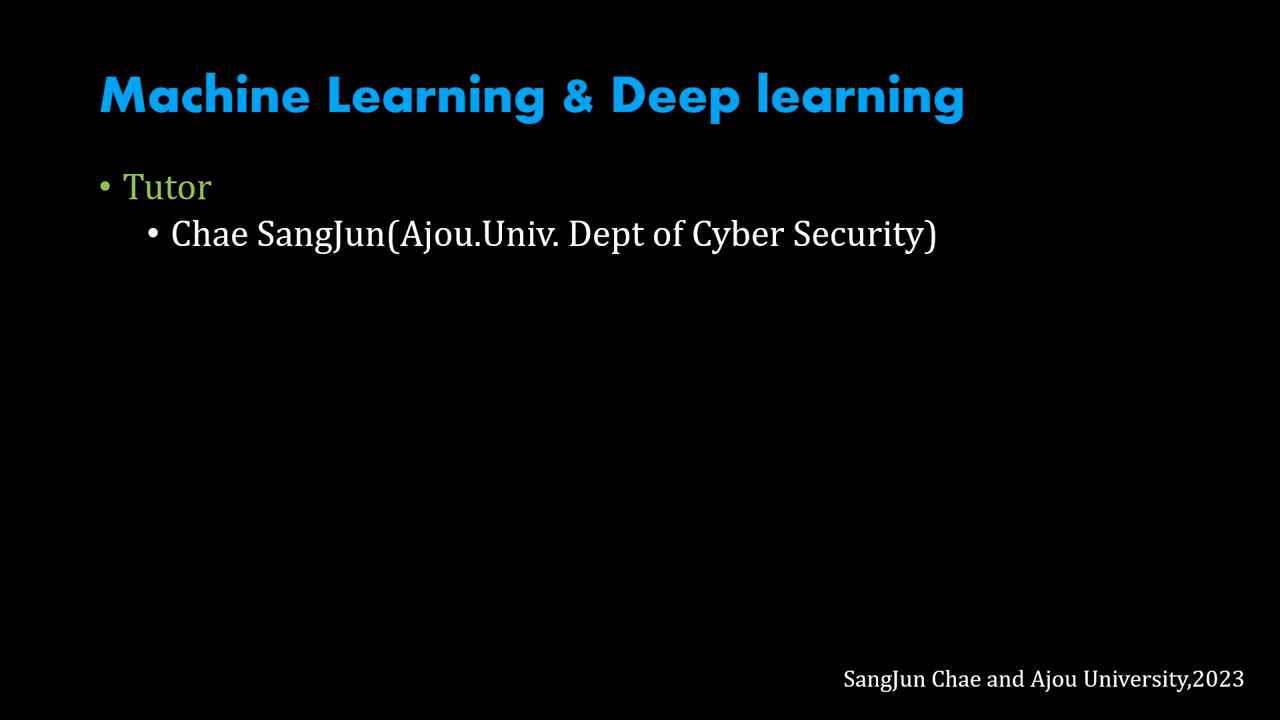 Machine Learning & Deep learning
• Tutor
• Chae SangJun(Ajou.Univ. Dept of Cyber Security)
SangJun Chae and Ajou University,2023